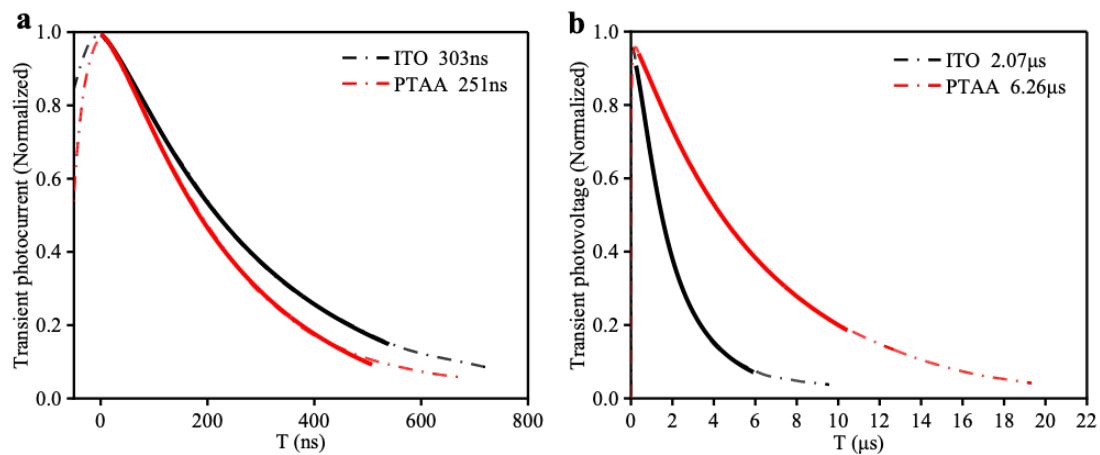 a
Transient photocurrent (Normalized)
1.0
0.8
0.6
0.4
0.2
0.0
ITO 303ns
PTAA 251ns
0 200 400 600 800
T (ns)
b
Transient photovoltage (Normalized)
1.0
0.8
0.6
0.4
0.2
0.0
ITO 2.07μs
PTAA 6.26μs
0 2 4 6 8 10 12 14 16 18 20 22
T (μs)